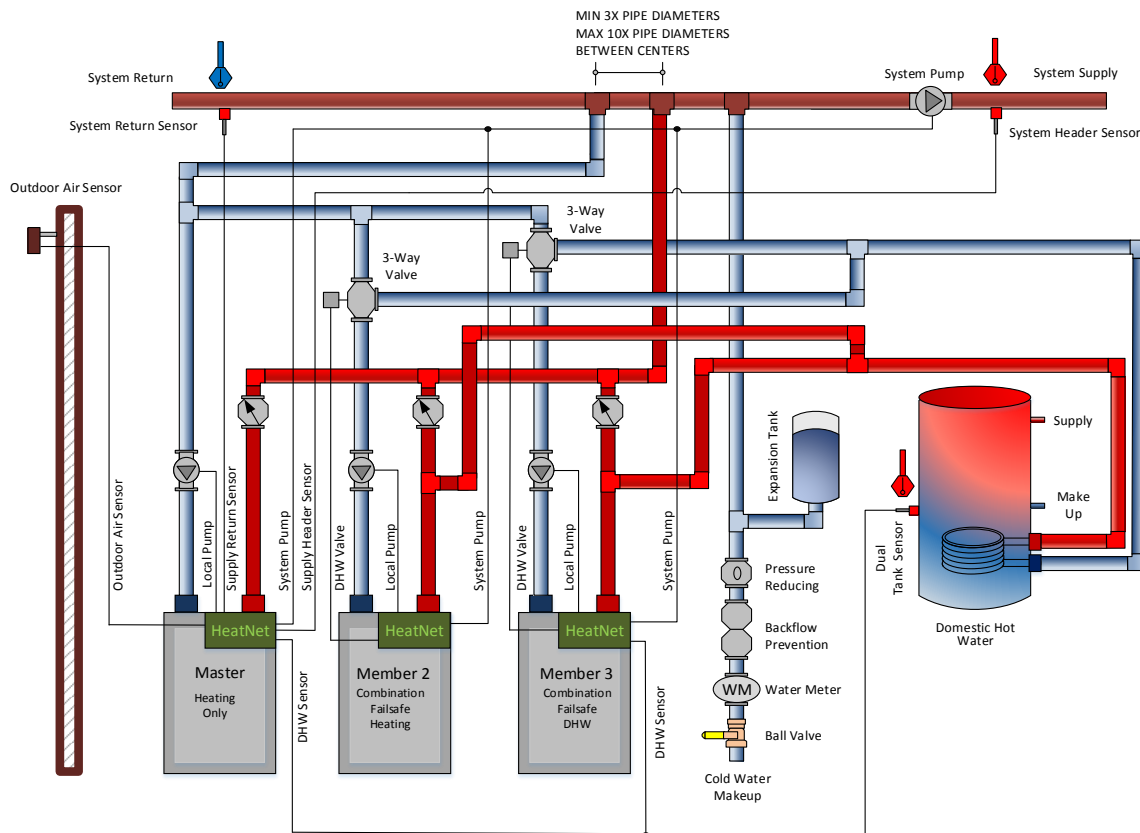 MIN 3X PIPE DIAMETERS
MAX 10X PIPE DIAMETERS
BETWEEN CENTERS
System Return
System Pump
System Supply
System Return Sensor
System Header Sensor
Outdoor Air Sensor
3-Way
Valve
3-Way
Valve
Expansion Tank
Supply
Make
Up
Dual
Tank Sensor
Outdoor Air Sensor
Local Pump
Supply Return Sensor
System Pump
Supply Header Sensor
DHW Valve
Local Pump
System Pump
DHW Valve
Local Pump
System Pump
Pressure
Reducing
Backflow
Prevention
WM
Water Meter
Ball Valve
Cold Water
Makeup
Domestic Hot
Water
HeatNet
Master
Heating
Only
HeatNet
Member 2
Combination
Failsafe
Heating
HeatNet
Member 3
Combination
Failsafe
DHW
DHW Sensor
DHW Sensor